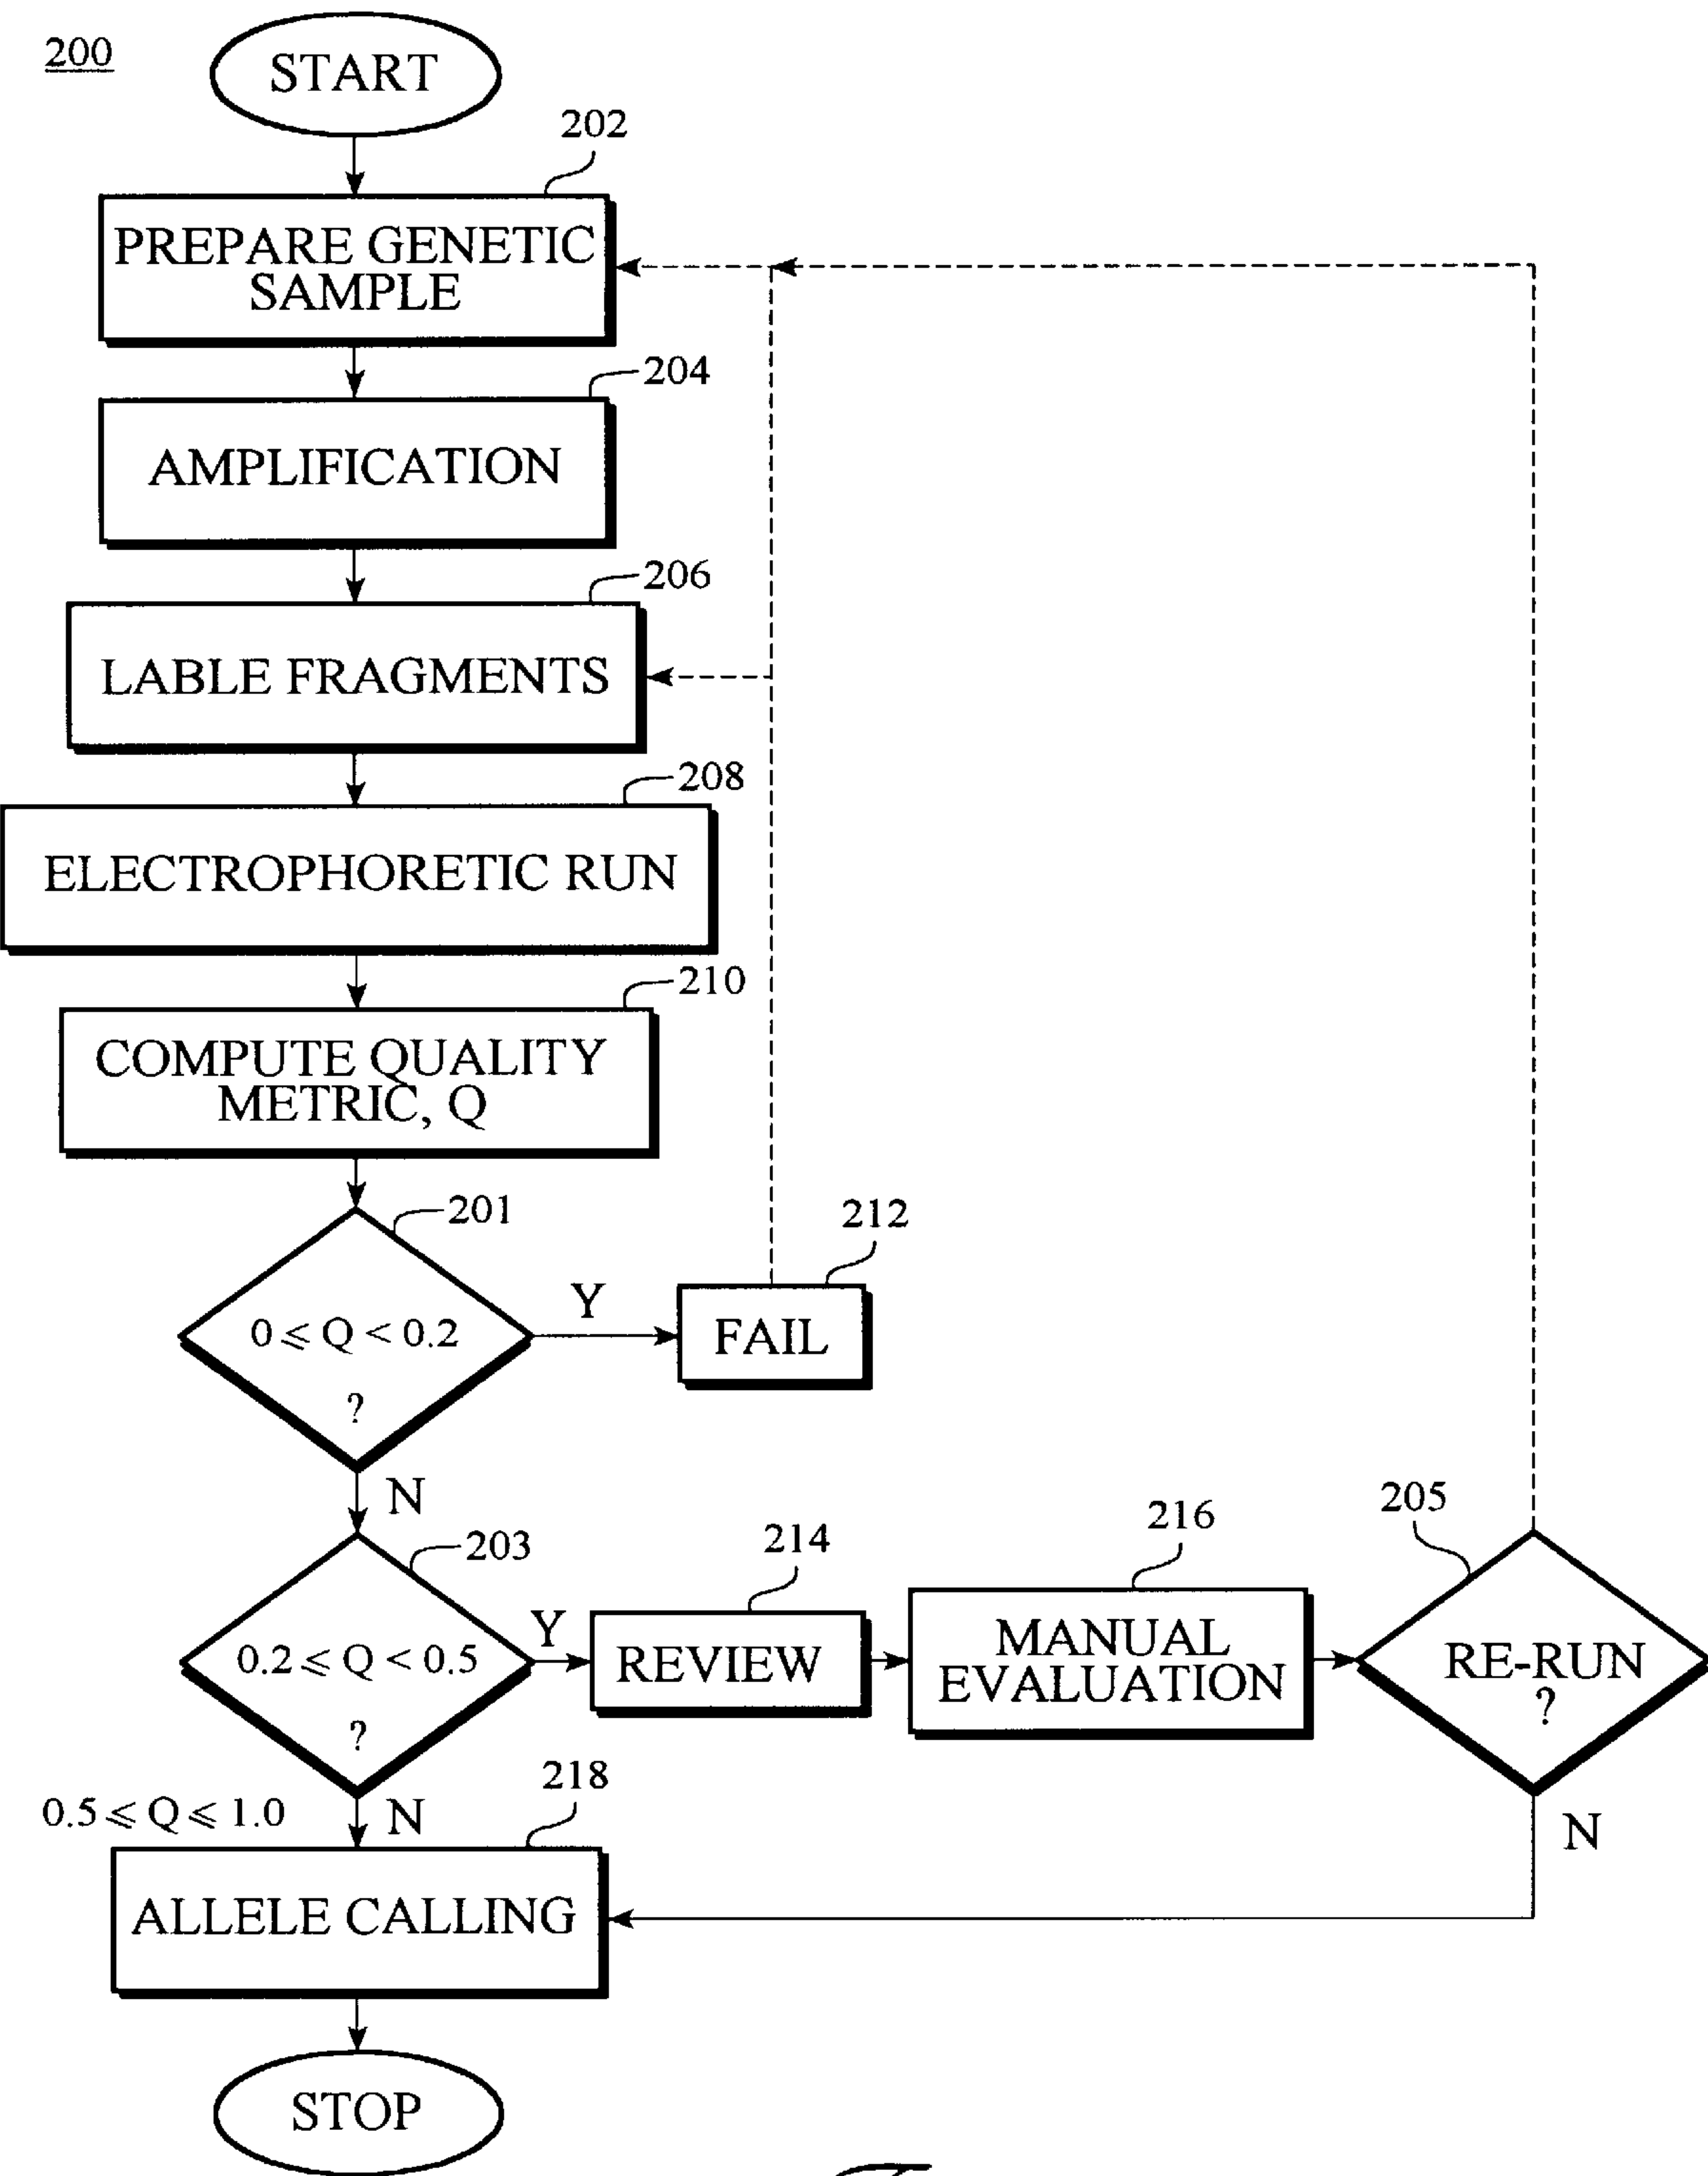 200
START
202
PREPARE GENETIC
SAMPLE
204
AMPLIFICATION
206
LABLE FRAGMENTS
208
ELECTROPHORETIC RUN
210
COMPUTE QUALITY
METRIC, Q
201
0 ⩽ Q < 0.2
?
Y
212
FAIL
N
203
0.2 ⩽ Q < 0.5
?
Y
214
REVIEW
216
MANUAL
EVALUATION
205
RE-RUN
?
0.5 ⩽ Q ⩽ 1.0
N
218
N
ALLELE CALLING
STOP